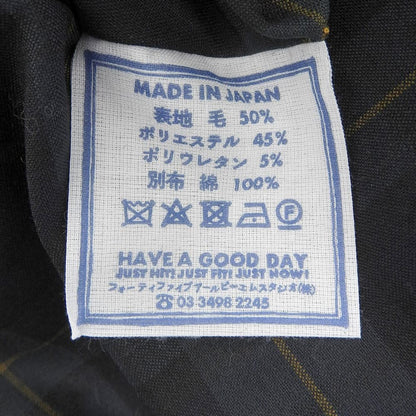 MADE IN JAPAN
表地 毛 50%
ポリエステル 45%
ポリウレタン 5%
別布 綿 100%
F
HAVE A GOOD DAY
JUST HIT! JUST FIT! JUST NOW!
フォーティファイブアールピーエムスタジオ(株)
☎ 03 3498 2245